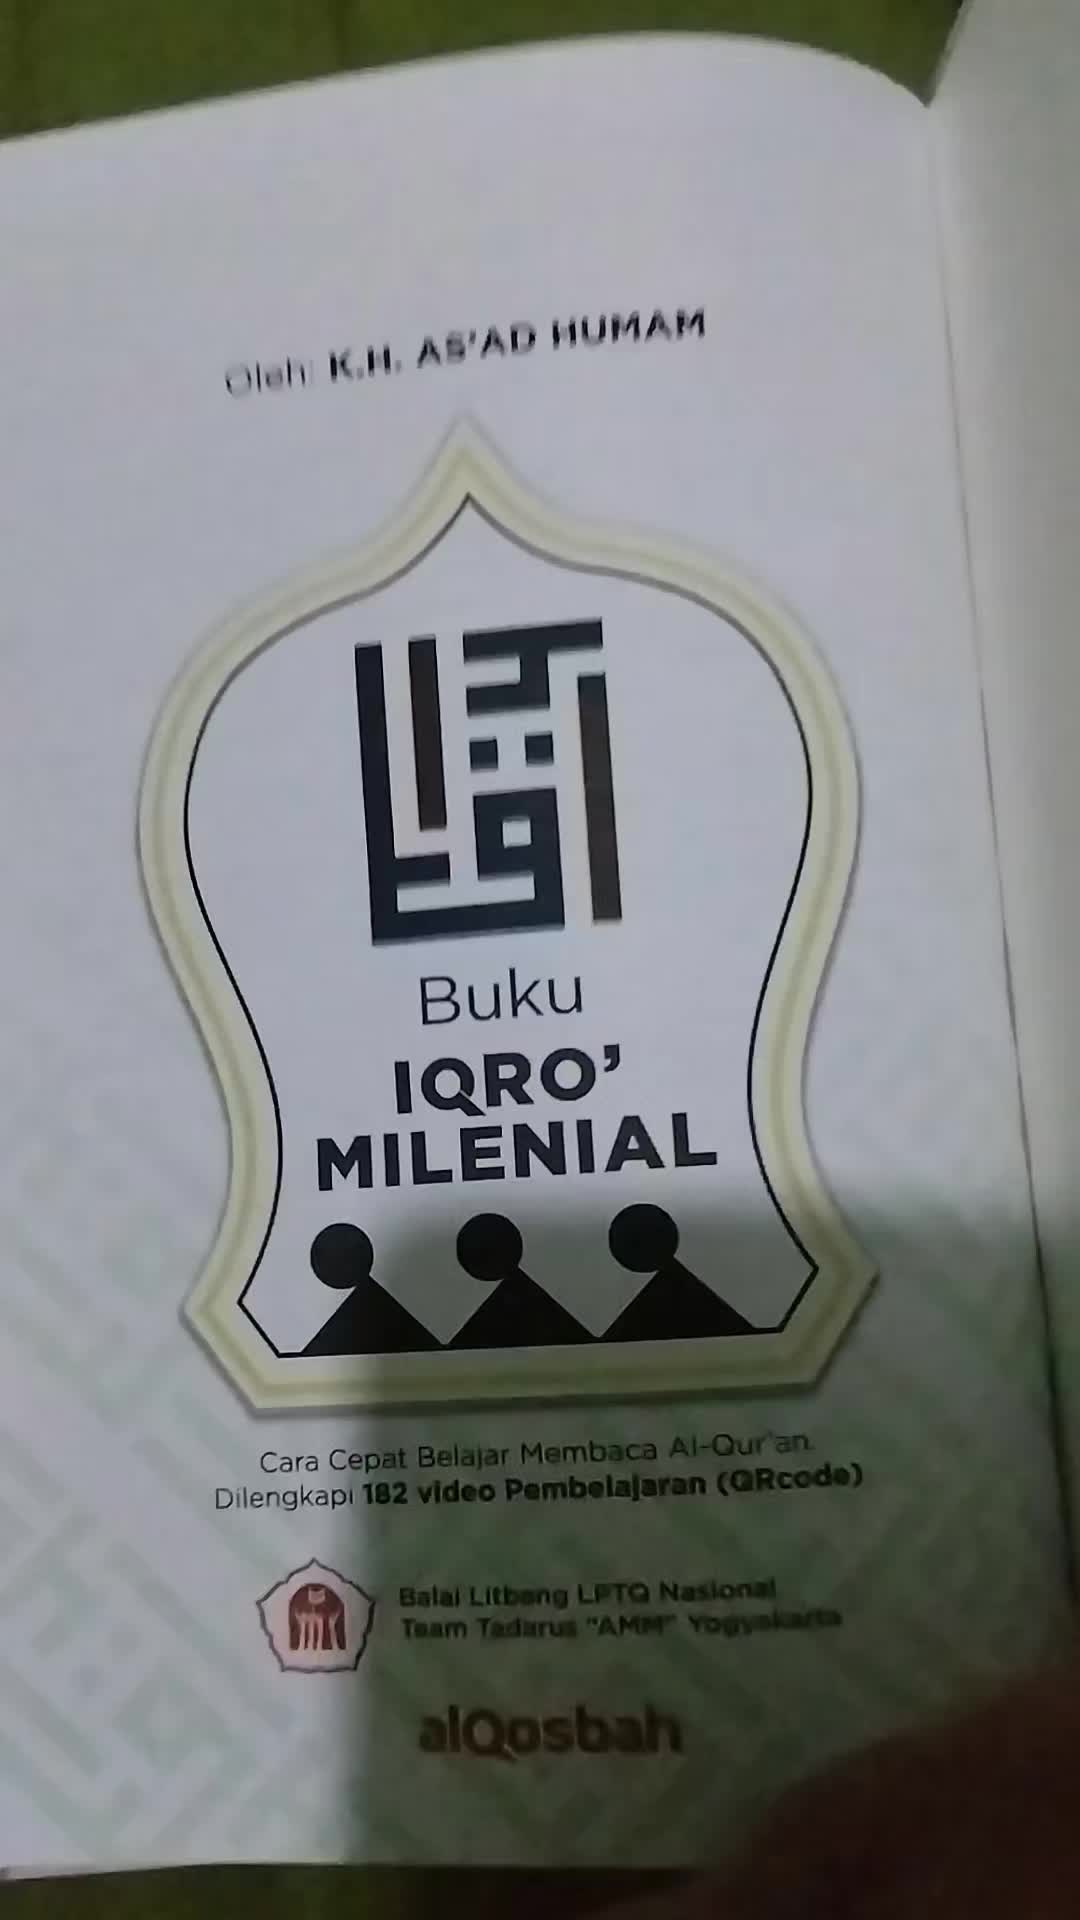 Oleh: K.H. AS'AD HUMAM
اقرأ
Buku
IQRO'
MILENIAL
Cara Cepat Belajar Membaca Al-Qur'an.
Dilengkapi 182 video Pembelajaran (QRcode)
Balai Litbang LPTQ Nasional
Team Tadarus "AMM" Yogyakarta
alQosbah